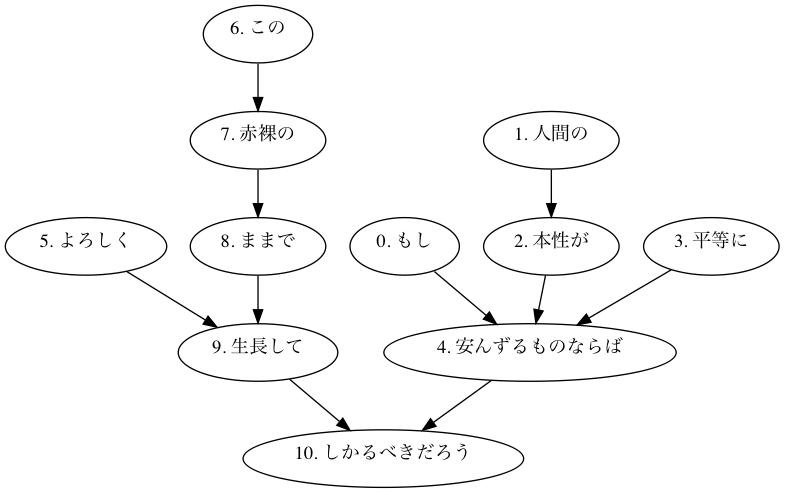 6. この
7. 赤裸の
1. 人間の
5. よろしく
8. ままで
0. もし
2. 本性が
3. 平等に
9. 生長して
4. 安んずるものならば
10. しかるべきだろう